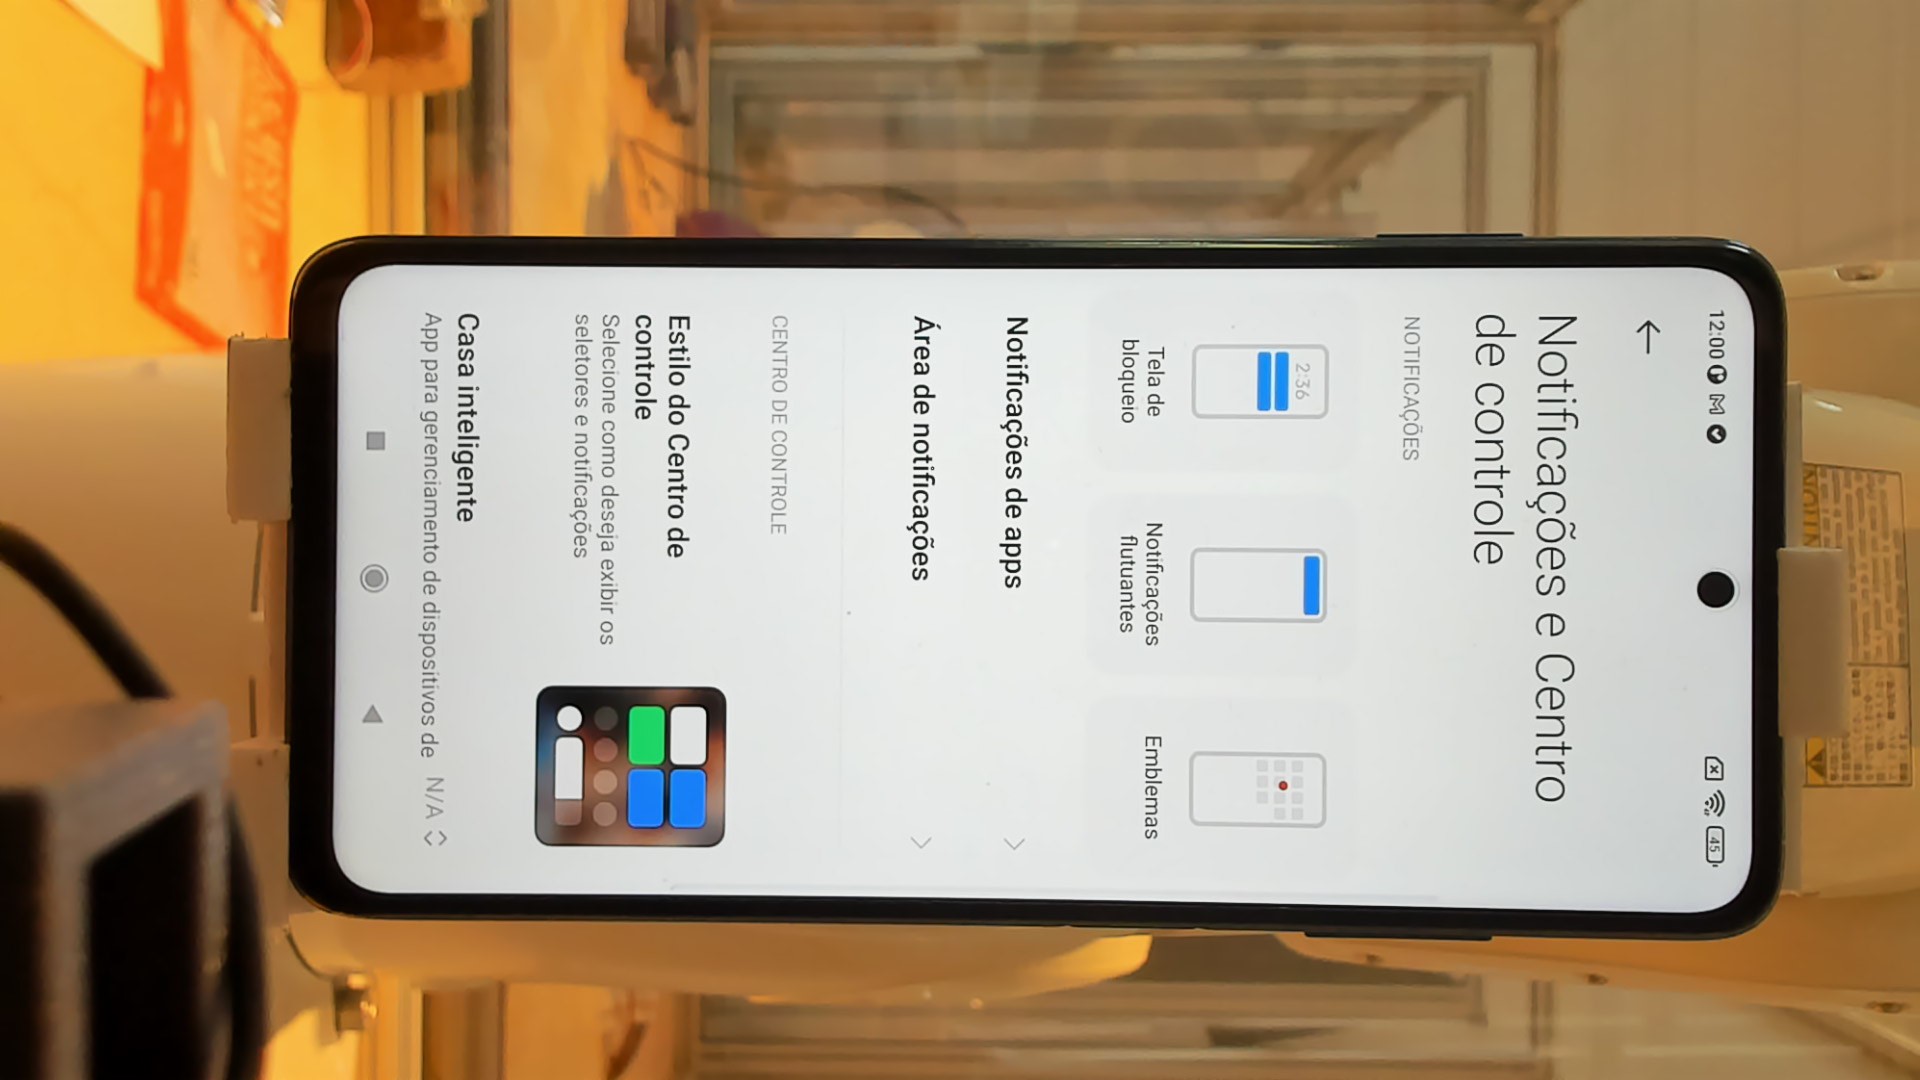 12:00
45
Notificações e Centro
de controle
NOTIFICAÇÕES
2:36
Tela de
bloqueio
Notificações
flutuantes
Emblemas
Notificações de apps
Área de notificações
CENTRO DE CONTROLE
Estilo do Centro de
controle
Selecione como deseja exibir os
seletores e notificações
Casa inteligente
App para gerenciamento de dispositivos de
N/A